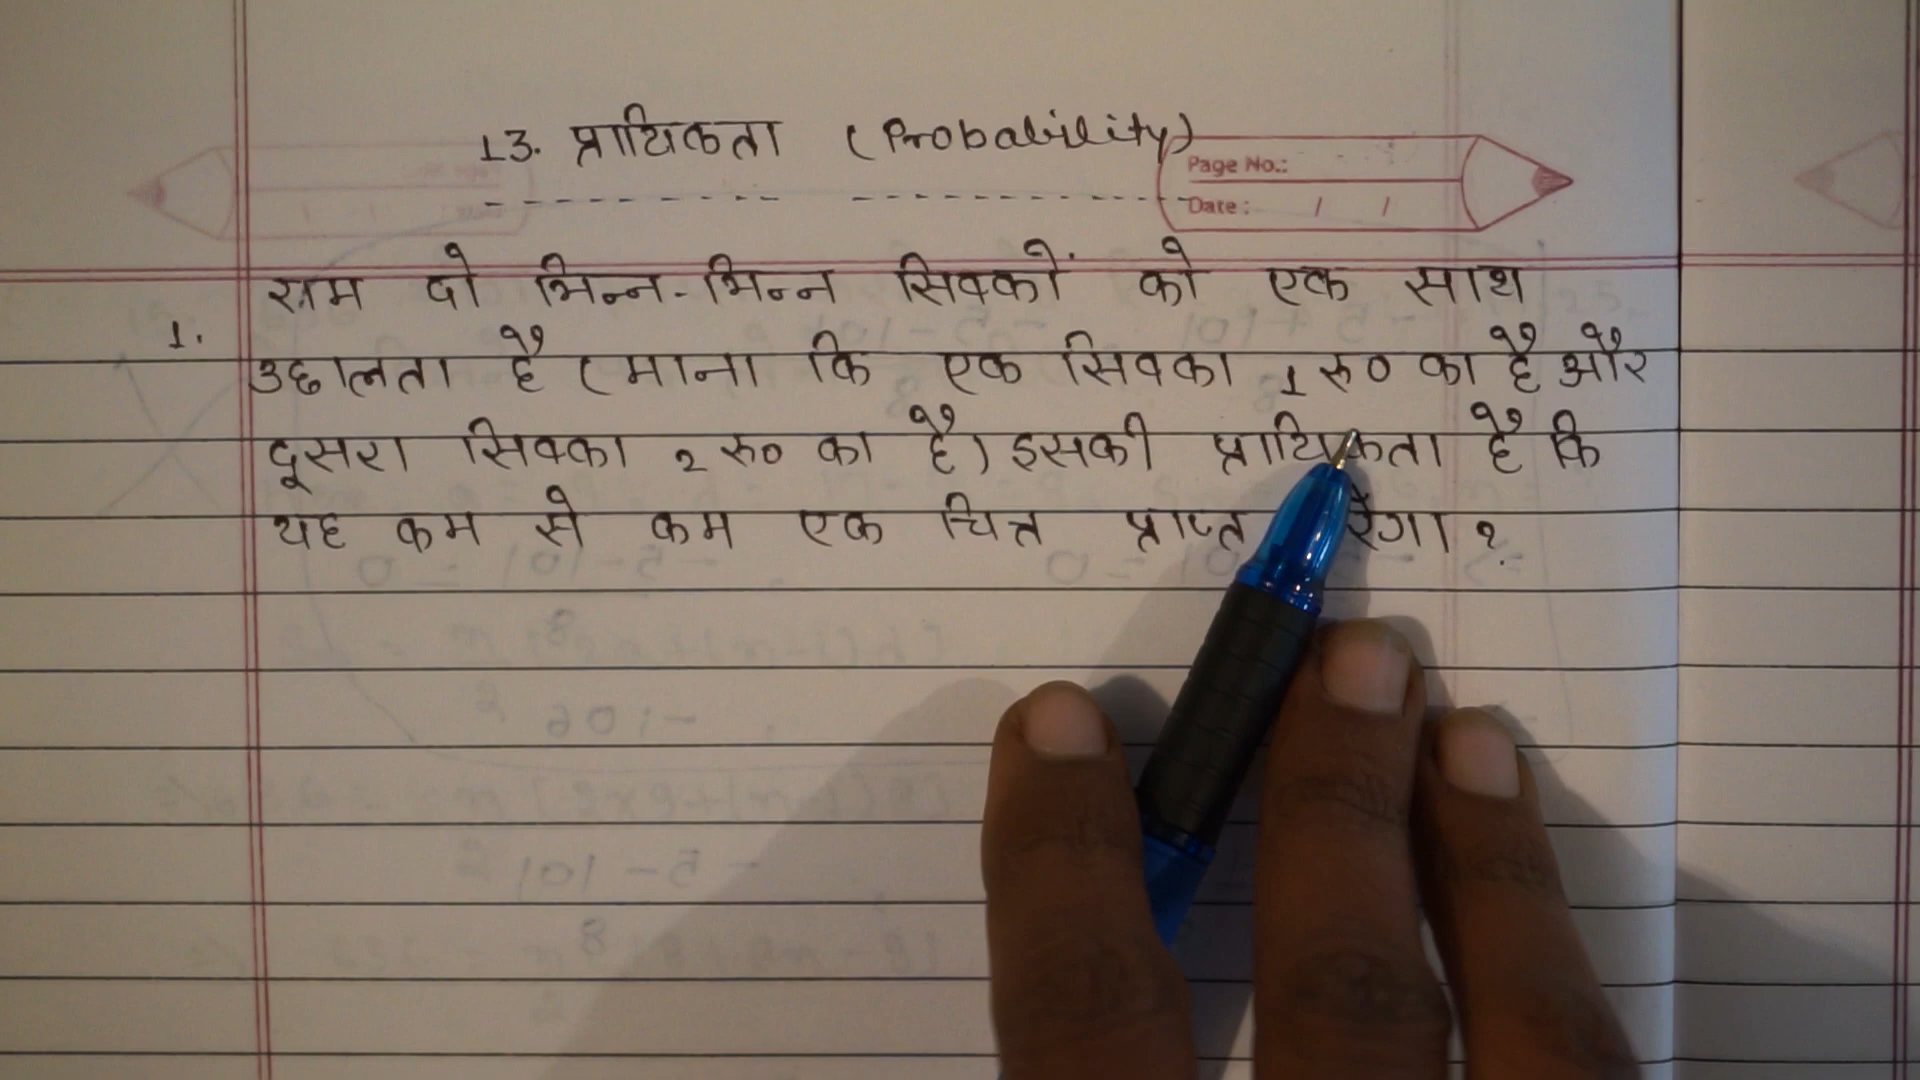 13. प्रायिकता (Probability)
Page No.:
Date: / /
राम दो भिन्न-भिन्न सिक्कों को एक साथ
1.
उछालता है (माना कि एक सिक्का 1 रु० का है और
दूसरा सिक्का 2 रु० का है) इसकी प्रायिकता है कि
यह कम से कम एक चित्त प्राप्त